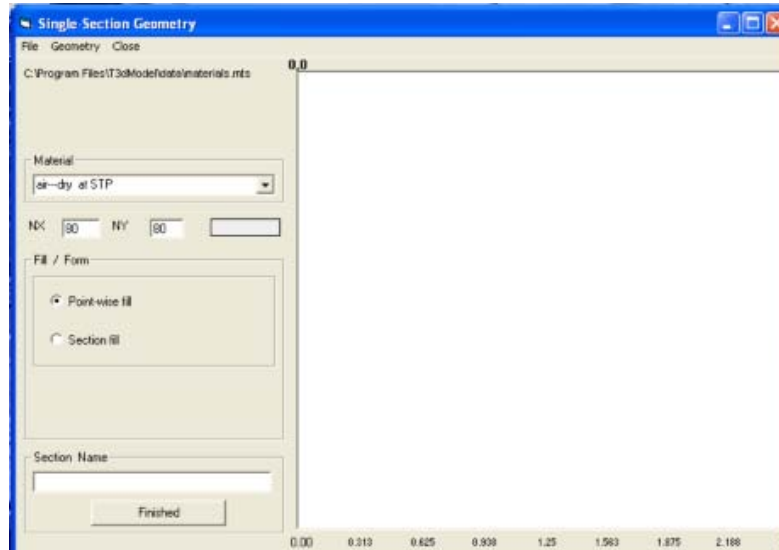 Single-Section Geometry
File Geometry Close
0.0
C:\Program Files\T3dModel\data\materials.mts
Material
air--dry at STP
NX 80 NY 80
Fill / Form
Point-wise fill
Section fill
Section Name
Finished
0.00 0.313 0.625 0.938 1.25 1.563 1.875 2.188